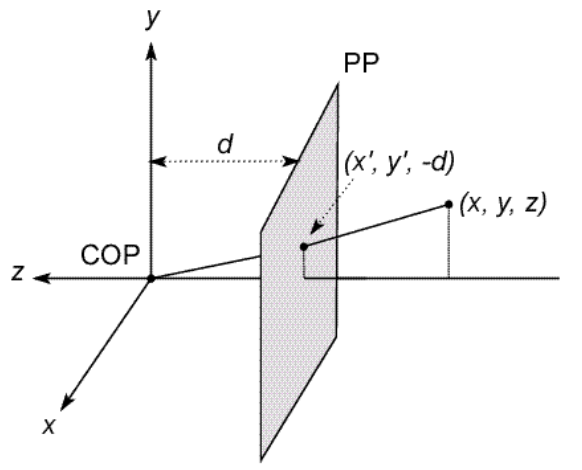 y
PP
d
(x', y', -d)
(x, y, z)
COP
z
x